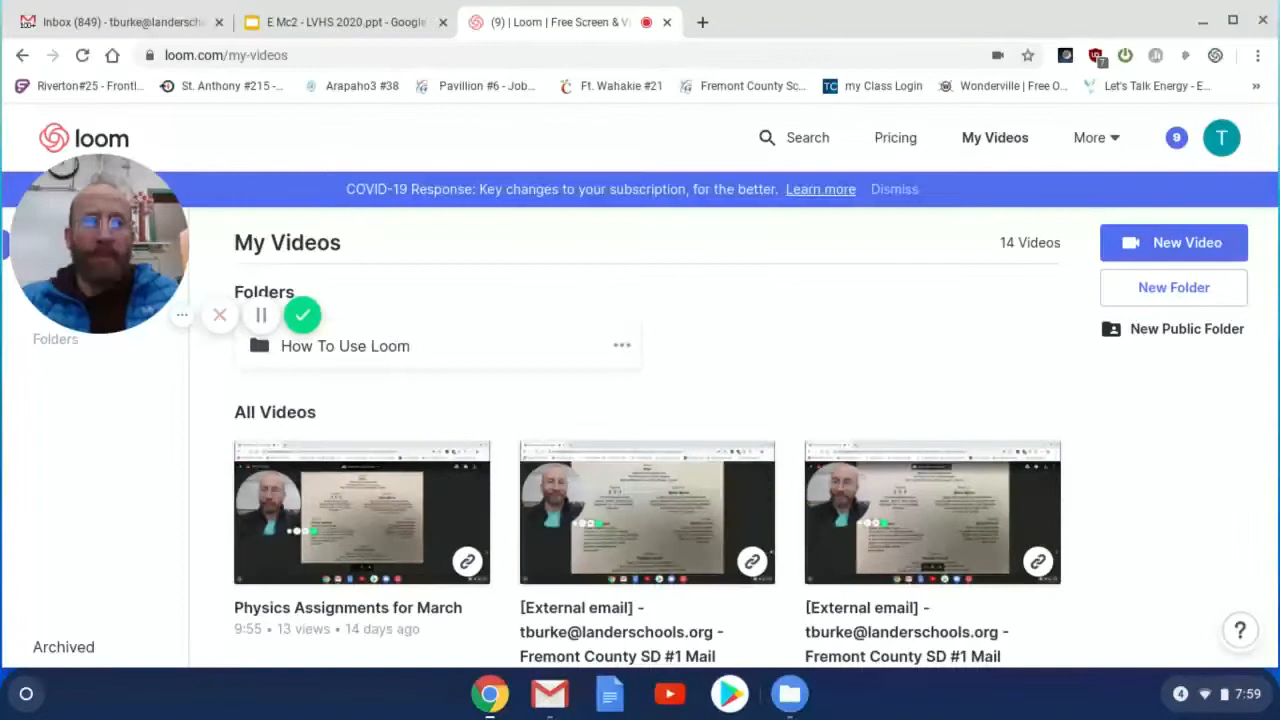 Inbox (849) - tburke@landerscho
E Mc2 - LVHS 2020.ppt - Google
(9) | Loom | Free Screen & Vi
loom.com/my-videos
7
Riverton#25 - Frontl...
St. Anthony #215 -...
Arapaho3 #38
Pavillion #6 - Job...
Ft. Wahakie #21
Fremont County Sc...
TC my Class Login
Wonderville | Free O...
Let's Talk Energy - E...
loom
Search
Pricing
My Videos
More
9
T
COVID-19 Response: Key changes to your subscription, for the better. Learn more Dismiss
My Videos
14 Videos
New Video
New Folder
New Public Folder
Folders
Folders
How To Use Loom
All Videos
Physics Assignments for March
9:55 • 13 views • 14 days ago
[External email] -
tburke@landerschools.org -
Fremont County SD #1 Mail
[External email] -
tburke@landerschools.org -
Fremont County SD #1 Mail
Archived
?
4
7:59